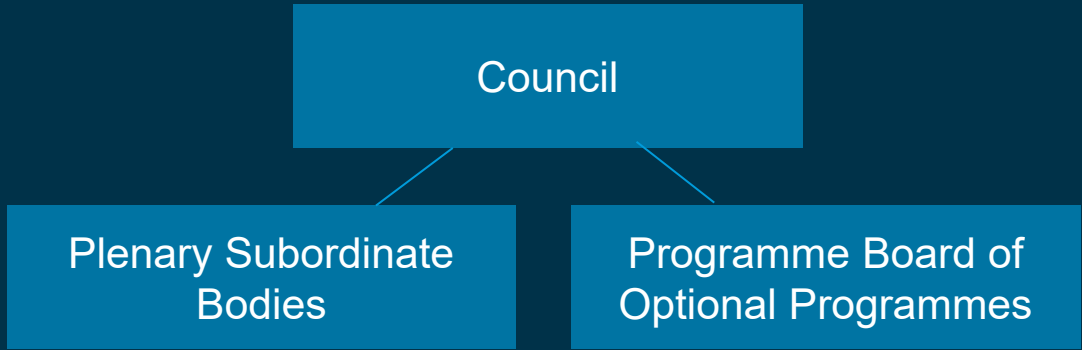 Council
Plenary Subordinate
Bodies
Programme Board of
Optional Programmes